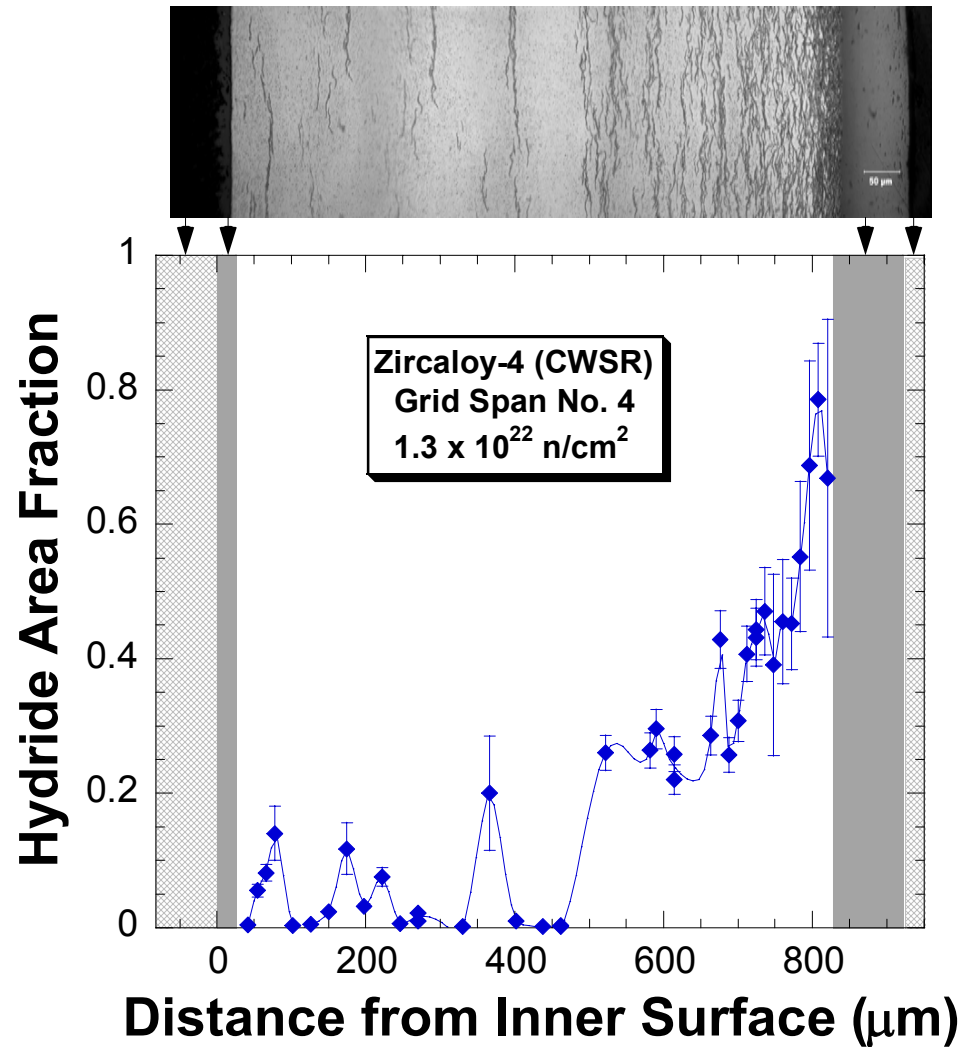 50 µm
Zircaloy-4 (CWSR)
Grid Span No. 4
1.3 x 10²² n/cm²
Hydride Area Fraction
1
0.8
0.6
0.4
0.2
0
0 200 400 600 800
Distance from Inner Surface (µm)